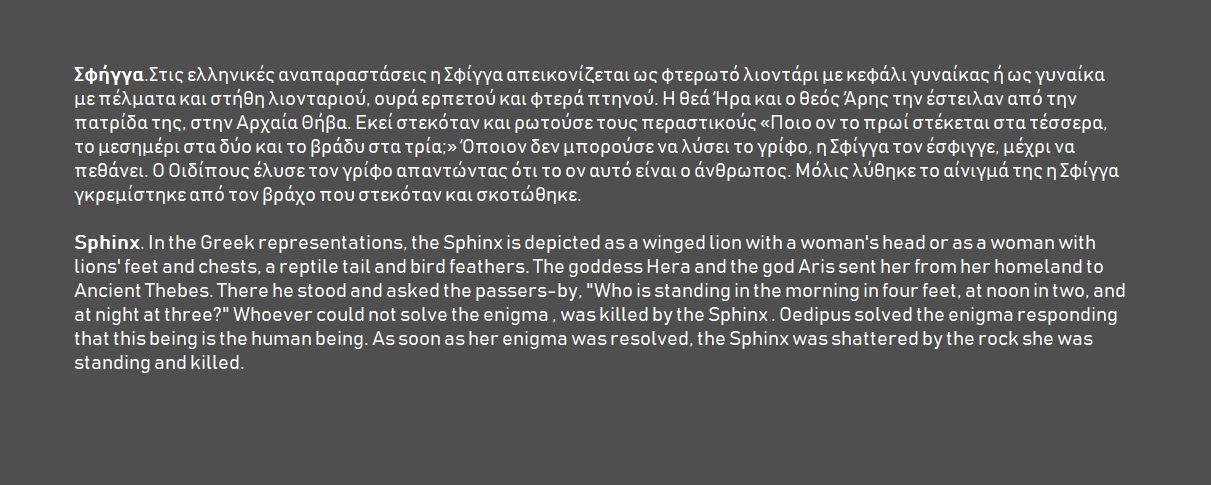 Σφήγγα.Στις ελληνικές αναπαραστάσεις η Σφίγγα απεικονίζεται ως φτερωτό λιοντάρι με κεφάλι γυναίκας ή ως γυναίκα
με πέλματα και στήθη λιονταριού, ουρά ερπετού και φτερά πτηνού. Η θεά Ήρα και ο θεός Άρης την έστειλαν από την
πατρίδα της, στην Αρχαία Θήβα. Εκεί στεκόταν και ρωτούσε τους περαστικούς «Ποιο ον το πρωί στέκεται στα τέσσερα,
το μεσημέρι στα δύο και το βράδυ στα τρία;» Όποιον δεν μπορούσε να λύσει το γρίφο, η Σφίγγα τον έσφιγγε, μέχρι να
πεθάνει. Ο Οιδίπους έλυσε τον γρίφο απαντώντας ότι το ον αυτό είναι ο άνθρωπος. Μόλις λύθηκε το αίνιγμά της η Σφίγγα
γκρεμίστηκε από τον βράχο που στεκόταν και σκοτώθηκε.
Sphinx. In the Greek representations, the Sphinx is depicted as a winged lion with a woman's head or as a woman with
lions' feet and chests, a reptile tail and bird feathers. The goddess Hera and the god Aris sent her from her homeland to
Ancient Thebes. There he stood and asked the passers-by, "Who is standing in the morning in four feet, at noon in two, and
at night at three?" Whoever could not solve the enigma , was killed by the Sphinx . Oedipus solved the enigma responding
that this being is the human being. As soon as her enigma was resolved, the Sphinx was shattered by the rock she was
standing and killed.